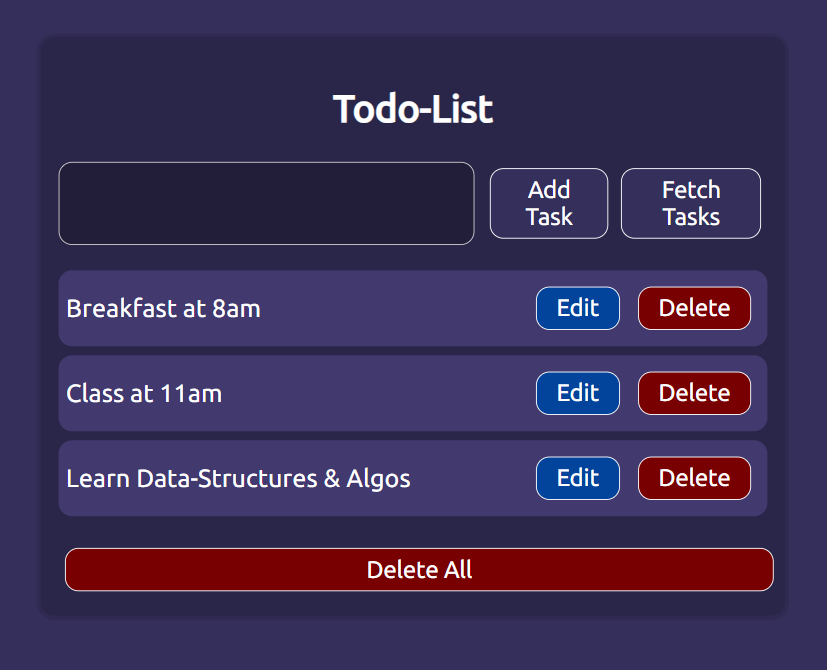 Todo-List
Add
Task
Fetch
Tasks
Breakfast at 8am
Edit
Delete
Class at 11am
Edit
Delete
Learn Data-Structures & Algos
Edit
Delete
Delete All